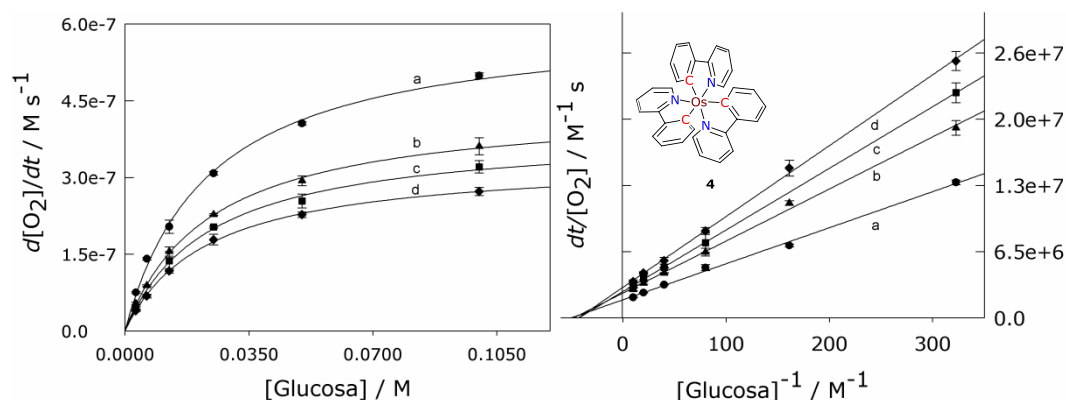 6.0e-7
4.5e-7
3.0e-7
1.5e-7
0.0
d[O₂]/dt / M s⁻¹
a
b
c
d
0.0000 0.0350 0.0700 0.1050
[Glucosa] / M
C
N
N
Os
C
C
N
4
d
c
b
a
2.6e+7
2.0e+7
1.3e+7
6.5e+6
0.0
dt/[O₂] / M⁻¹ s
0 100 200 300
[Glucosa]⁻¹ / M⁻¹